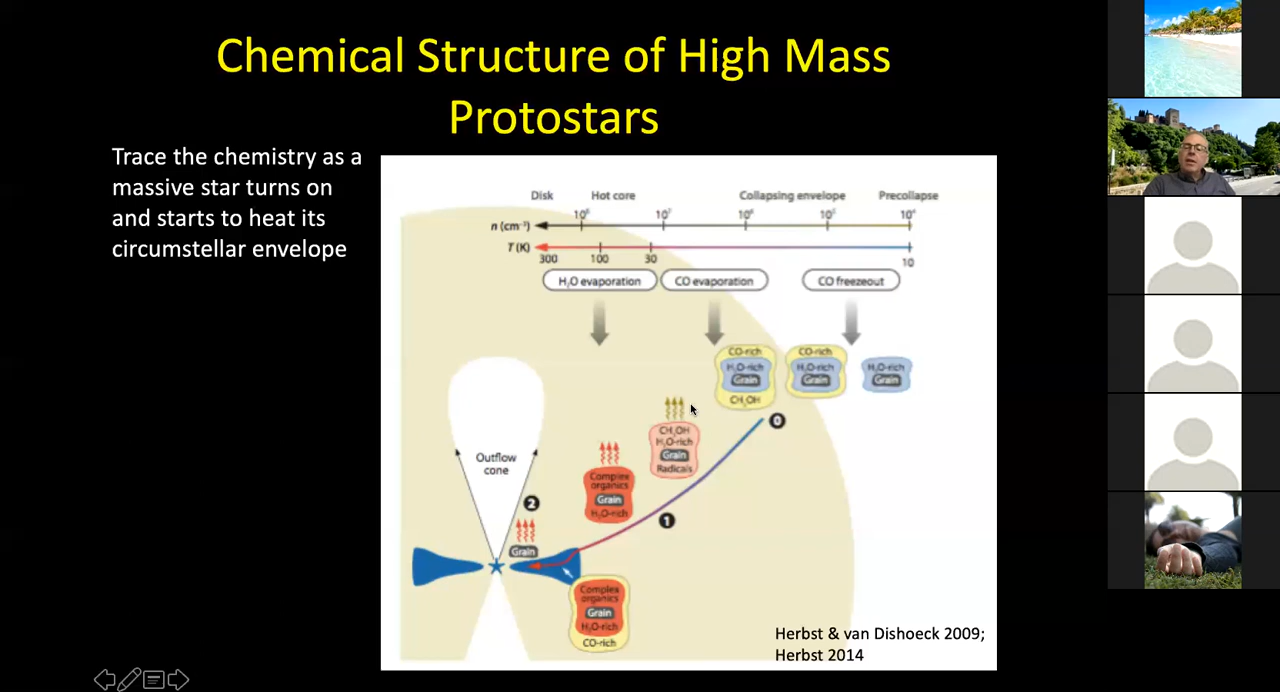 Chemical Structure of High Mass
Protostars
Trace the chemistry as a
massive star turns on
and starts to heat its
circumstellar envelope
Disk Hot core Collapsing envelope Precollapse
n (cm⁻³) 10⁸ 10⁷ 10⁶ 10⁵ 10⁴
T (K)
300 100 30 10
H₂O evaporation CO evaporation CO freezeout
CO-rich CO-rich
H₂O-rich H₂O-rich H₂O-rich
Grain Grain Grain
CH₃OH
0
CH₃OH
H₂O-rich
Grain
Radicals
Outflow
cone
Complex
organics
Grain
H₂O-rich
2
1
Grain
Complex
organics
Grain
H₂O-rich
CO-rich
Herbst & van Dishoeck 2009;
Herbst 2014